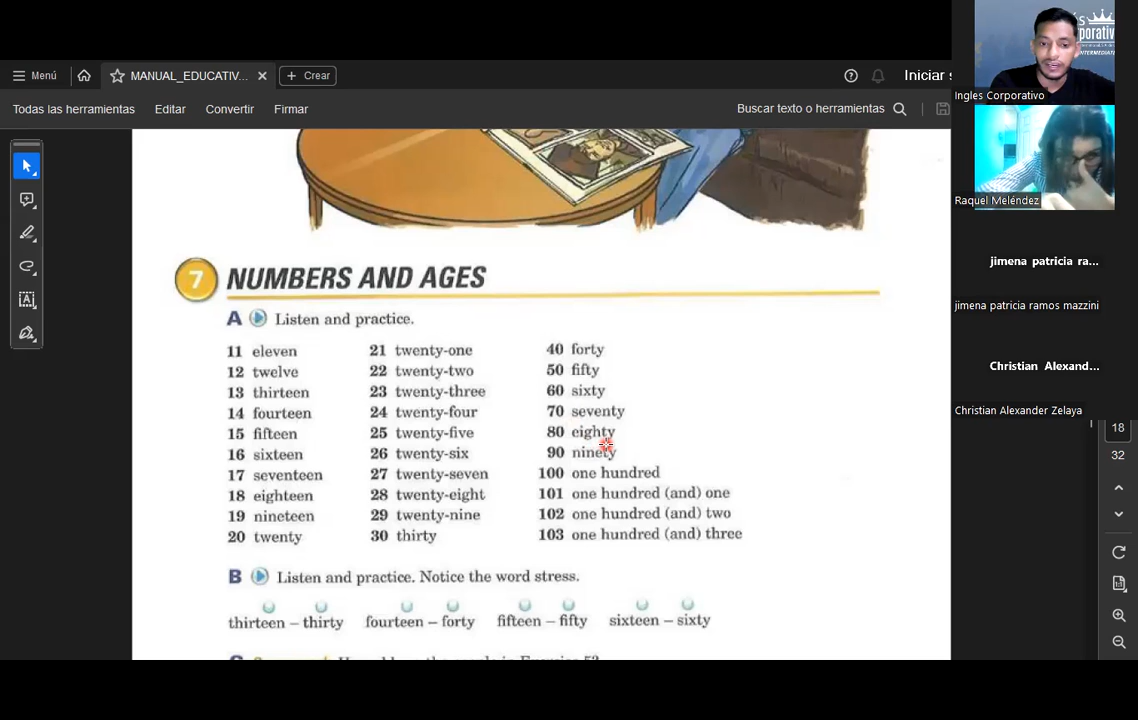 Menú
MANUAL_EDUCATIV...
Crear
Iniciar s
Todas las herramientas
Editar
Convertir
Firmar
Buscar texto o herramientas
7 NUMBERS AND AGES
A Listen and practice.
11 eleven
12 twelve
13 thirteen
14 fourteen
15 fifteen
16 sixteen
17 seventeen
18 eighteen
19 nineteen
20 twenty
21 twenty-one
22 twenty-two
23 twenty-three
24 twenty-four
25 twenty-five
26 twenty-six
27 twenty-seven
28 twenty-eight
29 twenty-nine
30 thirty
40 forty
50 fifty
60 sixty
70 seventy
80 eighty
90 ninety
100 one hundred
101 one hundred (and) one
102 one hundred (and) two
103 one hundred (and) three
B Listen and practice. Notice the word stress.
thirteen – thirty fourteen – forty fifteen – fifty sixteen – sixty
Ingles Corporativo
Raquel Meléndez
jimena patricia ra...
jimena patricia ramos mazzini
Christian Alexand...
Christian Alexander Zelaya
18
32